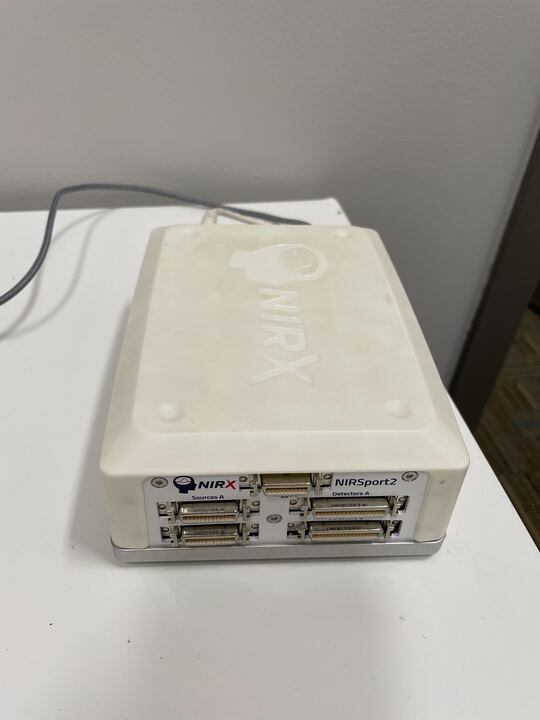 NIRX
NIRX
NIRSport2
Sources A
Detectors A